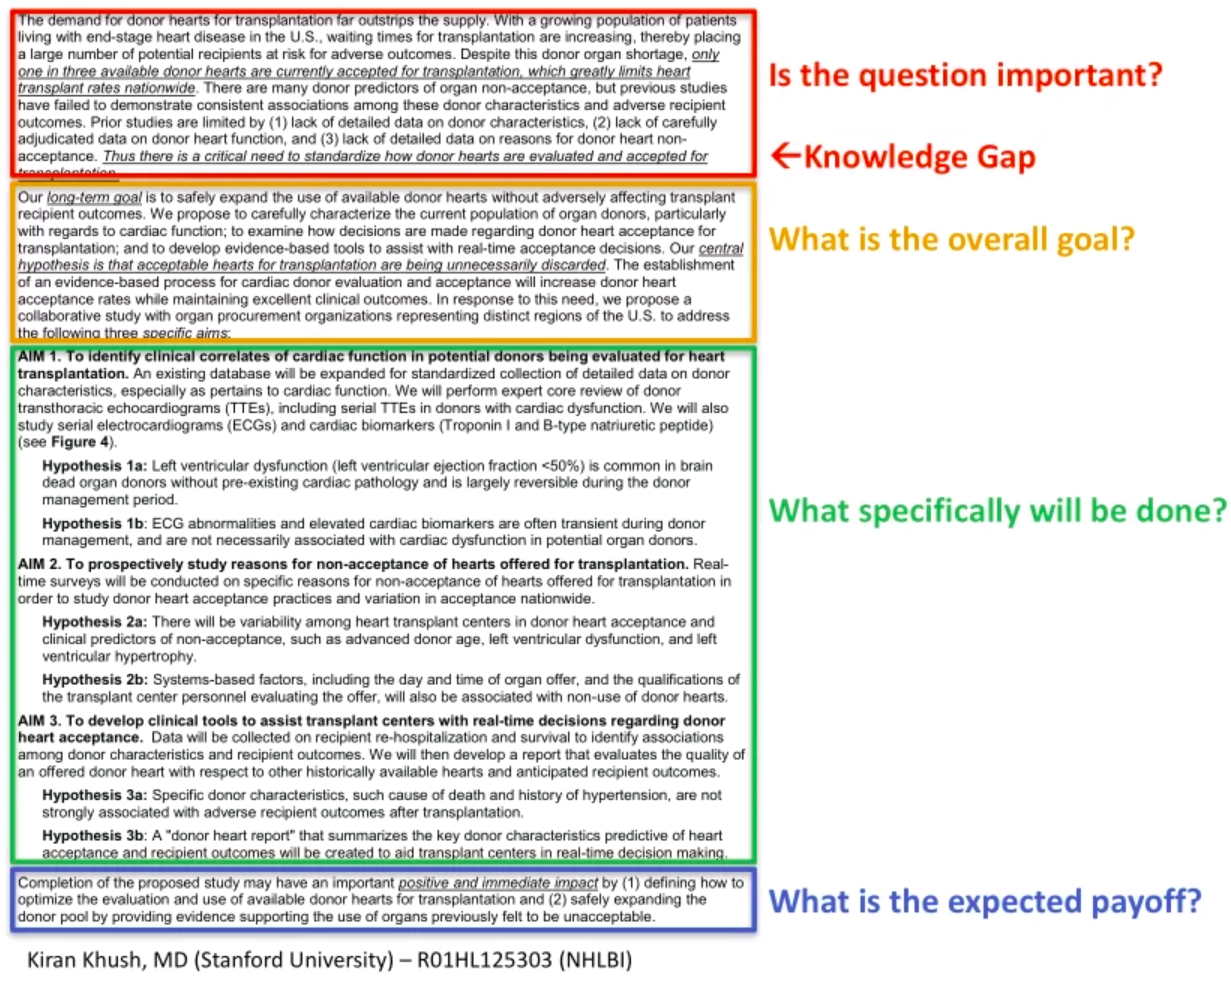 The demand for donor hearts for transplantation far outstrips the supply. With a growing population of patients
living with end-stage heart disease in the U.S., waiting times for transplantation are increasing, thereby placing
a large number of potential recipients at risk for adverse outcomes. Despite this donor organ shortage, only
one in three available donor hearts are currently accepted for transplantation, which greatly limits heart
transplant rates nationwide. There are many donor predictors of organ non-acceptance, but previous studies
have failed to demonstrate consistent associations among these donor characteristics and adverse recipient
outcomes. Prior studies are limited by (1) lack of detailed data on donor characteristics, (2) lack of carefully
adjudicated data on donor heart function, and (3) lack of detailed data on reasons for donor heart non-
acceptance. Thus there is a critical need to standardize how donor hearts are evaluated and accepted for
transplantation.
Is the question important?
←Knowledge Gap
Our long-term goal is to safely expand the use of available donor hearts without adversely affecting transplant
recipient outcomes. We propose to carefully characterize the current population of organ donors, particularly
with regards to cardiac function; to examine how decisions are made regarding donor heart acceptance for
transplantation; and to develop evidence-based tools to assist with real-time acceptance decisions. Our central
hypothesis is that acceptable hearts for transplantation are being unnecessarily discarded. The establishment
of an evidence-based process for cardiac donor evaluation and acceptance will increase donor heart
acceptance rates while maintaining excellent clinical outcomes. In response to this need, we propose a
collaborative study with organ procurement organizations representing distinct regions of the U.S. to address
the following three specific aims:
What is the overall goal?
AIM 1. To identify clinical correlates of cardiac function in potential donors being evaluated for heart
transplantation. An existing database will be expanded for standardized collection of detailed data on donor
characteristics, especially as pertains to cardiac function. We will perform expert core review of donor
transthoracic echocardiograms (TTEs), including serial TTEs in donors with cardiac dysfunction. We will also
study serial electrocardiograms (ECGs) and cardiac biomarkers (Troponin I and B-type natriuretic peptide)
(see Figure 4).
Hypothesis 1a: Left ventricular dysfunction (left ventricular ejection fraction <50%) is common in brain
dead organ donors without pre-existing cardiac pathology and is largely reversible during the donor
management period.
Hypothesis 1b: ECG abnormalities and elevated cardiac biomarkers are often transient during donor
management, and are not necessarily associated with cardiac dysfunction in potential organ donors.
AIM 2. To prospectively study reasons for non-acceptance of hearts offered for transplantation. Real-
time surveys will be conducted on specific reasons for non-acceptance of hearts offered for transplantation in
order to study donor heart acceptance practices and variation in acceptance nationwide.
Hypothesis 2a: There will be variability among heart transplant centers in donor heart acceptance and
clinical predictors of non-acceptance, such as advanced donor age, left ventricular dysfunction, and left
ventricular hypertrophy.
Hypothesis 2b: Systems-based factors, including the day and time of organ offer, and the qualifications of
the transplant center personnel evaluating the offer, will also be associated with non-use of donor hearts.
AIM 3. To develop clinical tools to assist transplant centers with real-time decisions regarding donor
heart acceptance. Data will be collected on recipient re-hospitalization and survival to identify associations
among donor characteristics and recipient outcomes. We will then develop a report that evaluates the quality of
an offered donor heart with respect to other historically available hearts and anticipated recipient outcomes.
Hypothesis 3a: Specific donor characteristics, such cause of death and history of hypertension, are not
strongly associated with adverse recipient outcomes after transplantation.
Hypothesis 3b: A "donor heart report" that summarizes the key donor characteristics predictive of heart
acceptance and recipient outcomes will be created to aid transplant centers in real-time decision making.
What specifically will be done?
Completion of the proposed study may have an important positive and immediate impact by (1) defining how to
optimize the evaluation and use of available donor hearts for transplantation and (2) safely expanding the
donor pool by providing evidence supporting the use of organs previously felt to be unacceptable.
What is the expected payoff?
Kiran Khush, MD (Stanford University) – R01HL125303 (NHLBI)